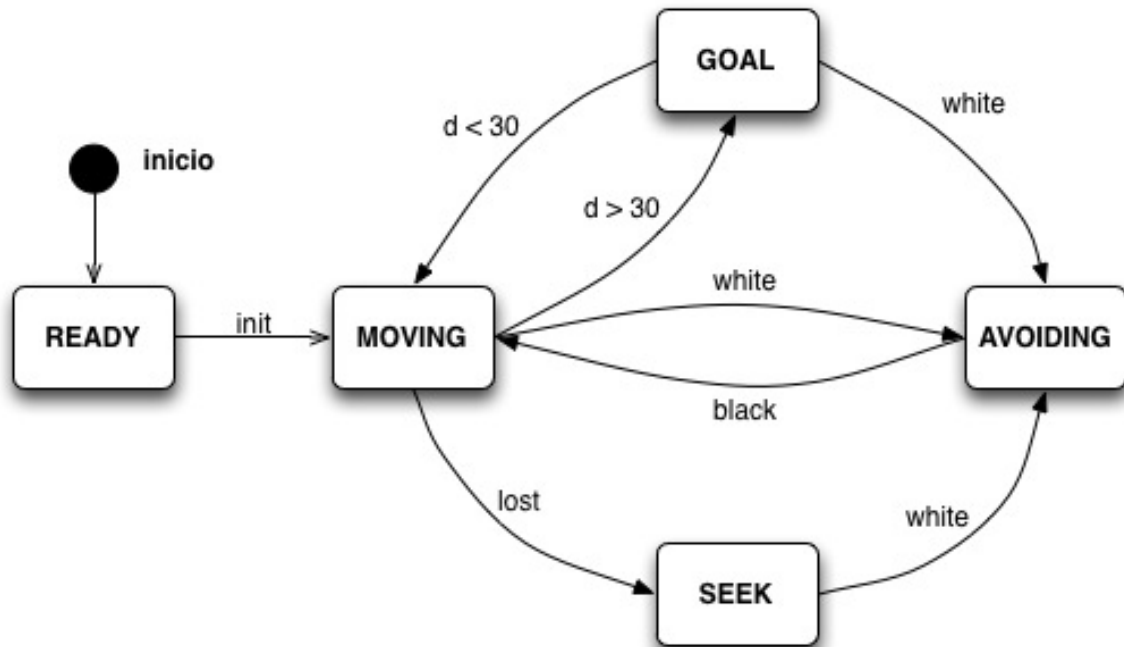 GOAL
d < 30
white
inicio
d > 30
white
READY
init
MOVING
AVOIDING
black
lost
white
SEEK